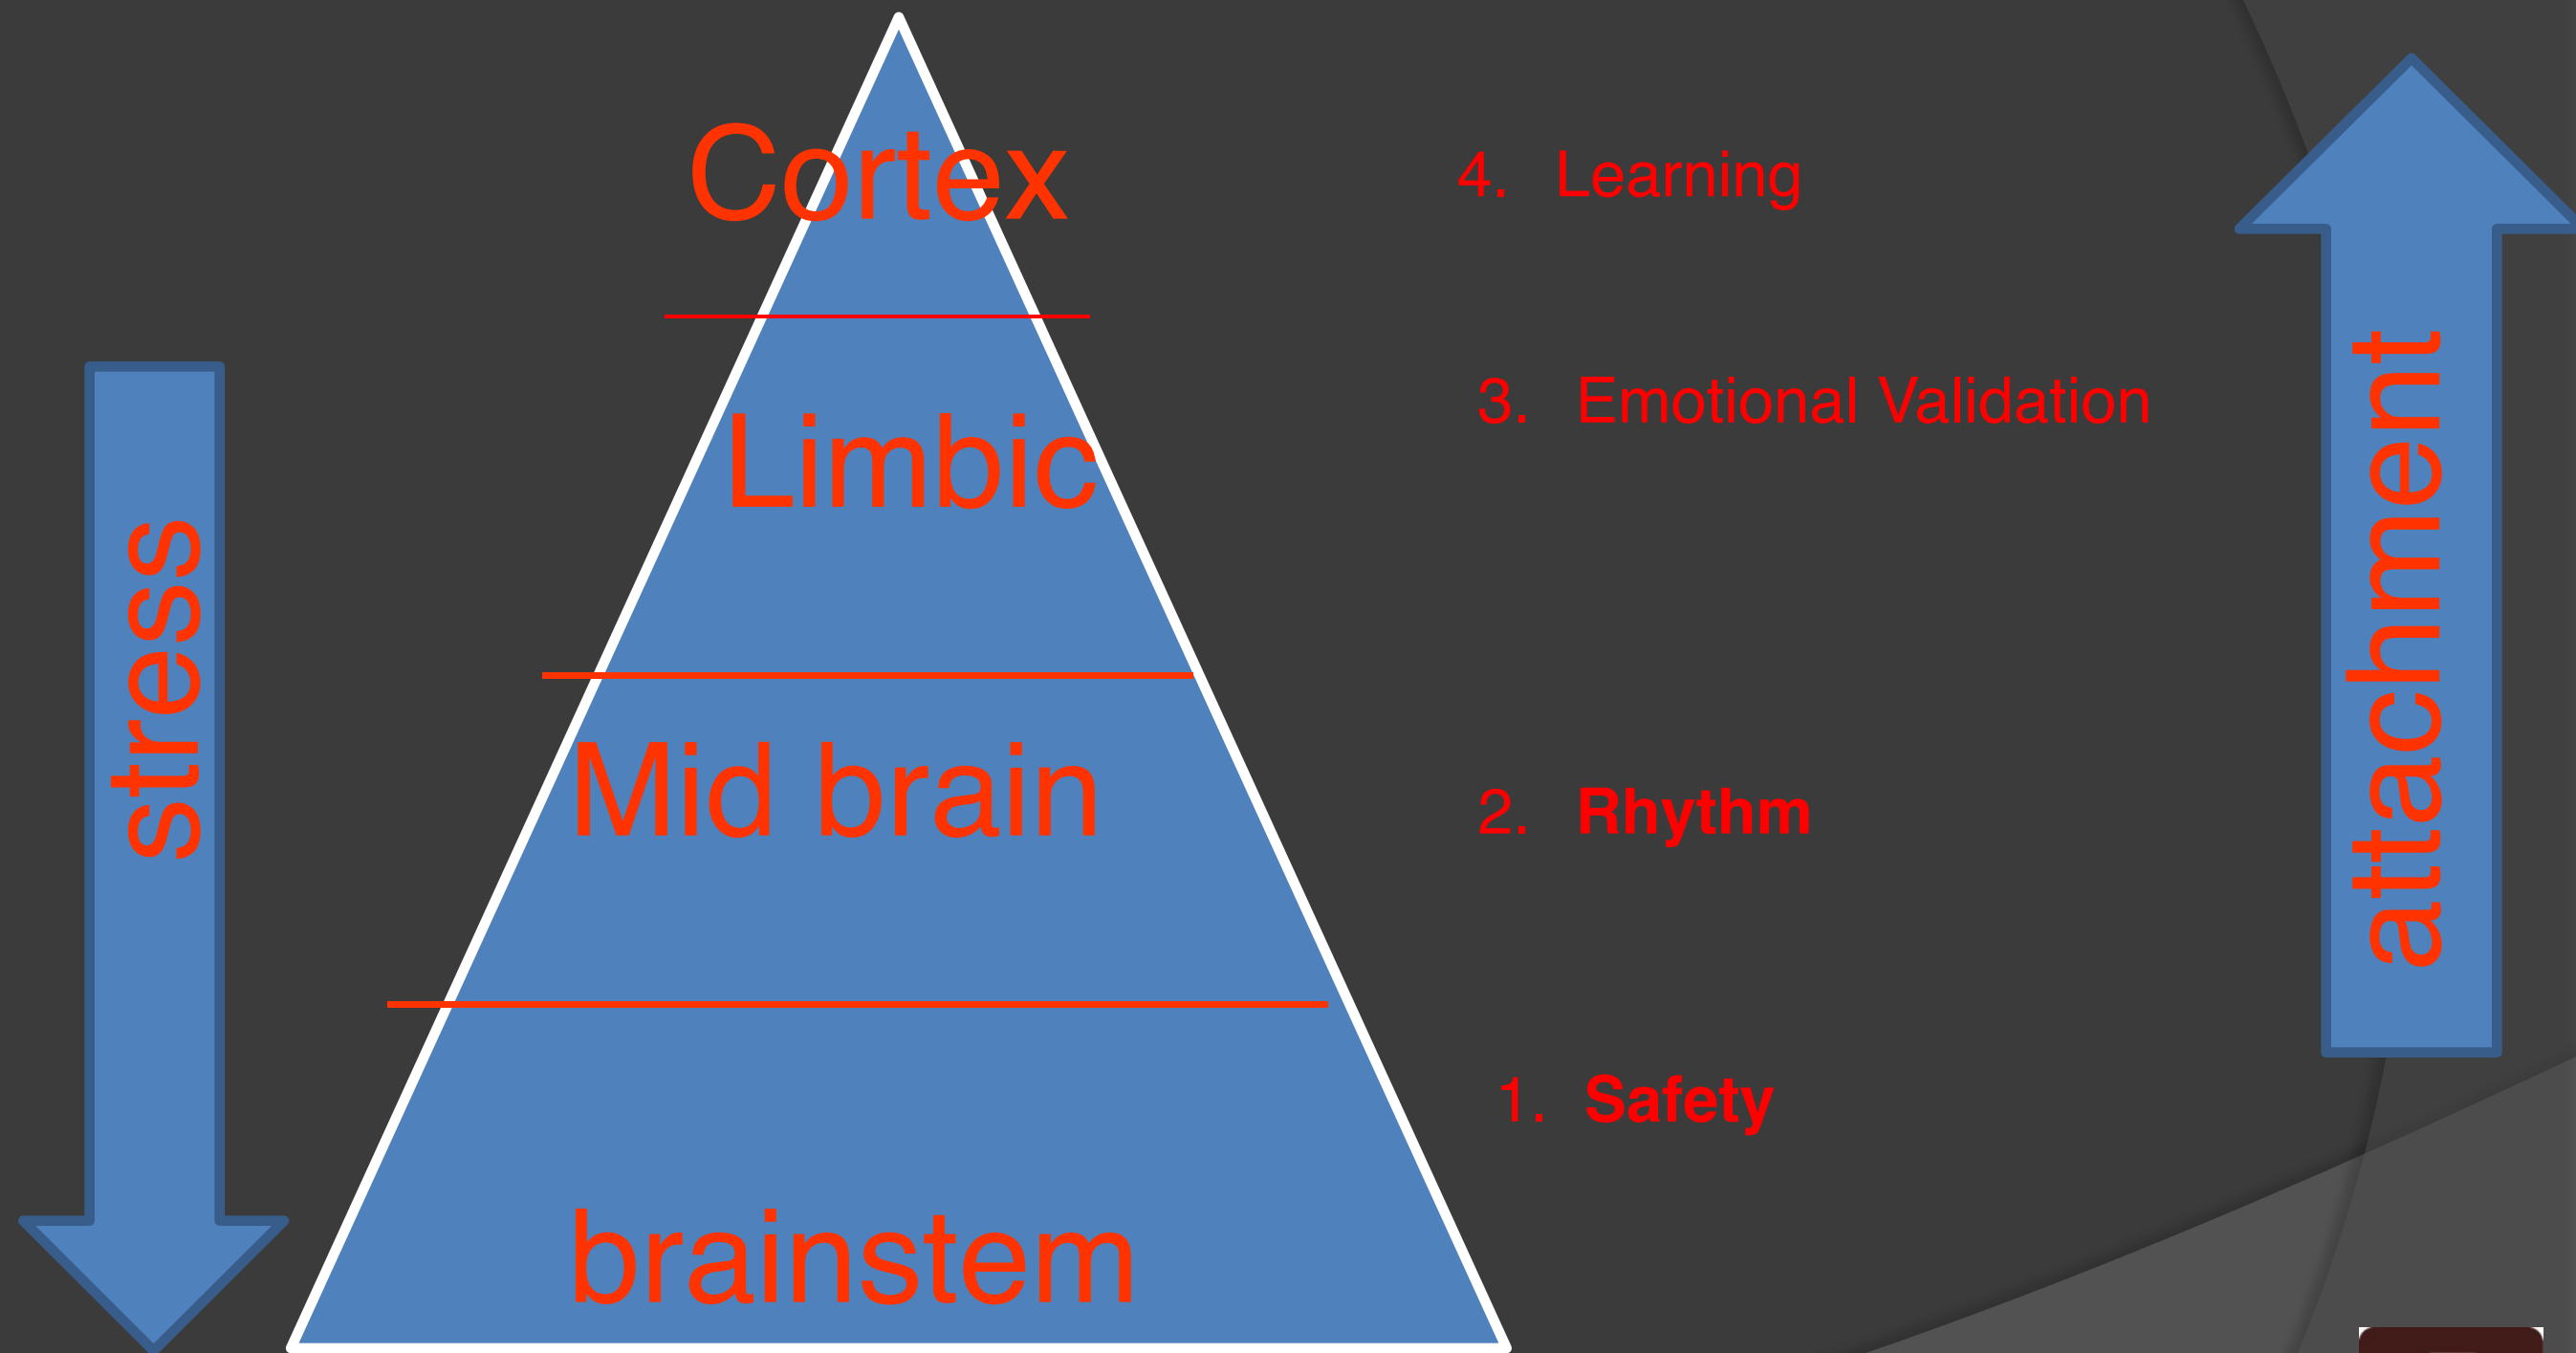 Cortex
4. Learning
Limbic
3. Emotional Validation
stress
attachment
Mid brain
2. Rhythm
1. Safety
brainstem